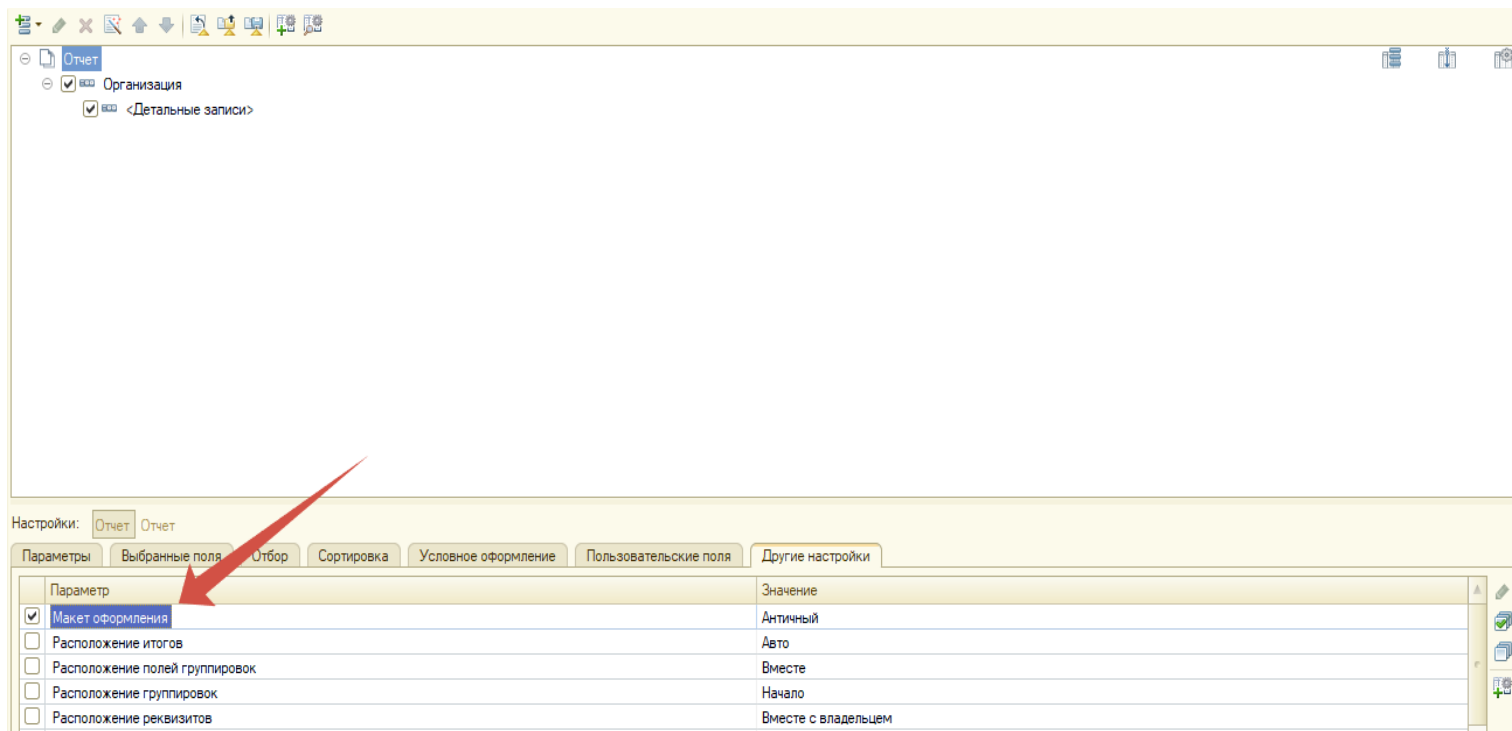 Отчет
Организация
<Детальные записи>
Настройки: Отчет Отчет
Параметры Выбранные поля Отбор Сортировка Условное оформление Пользовательские поля Другие настройки
Параметр Значение
Макет оформления Античный
Расположение итогов Авто
Расположение полей группировок Вместе
Расположение группировок Начало
Расположение реквизитов Вместе с владельцем